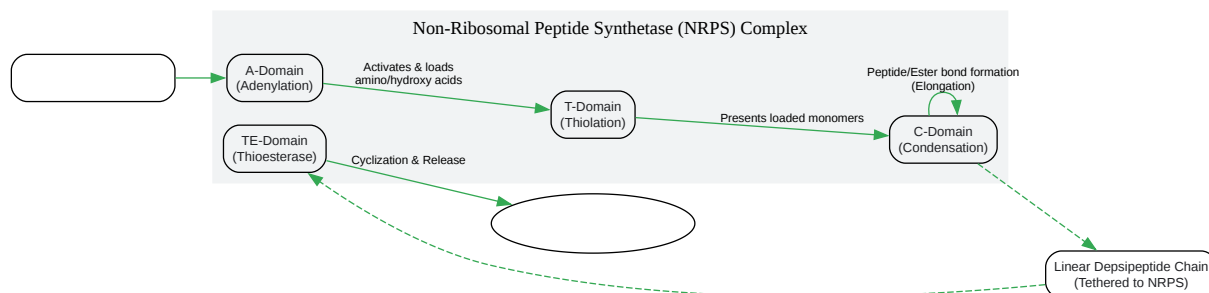 Non-Ribosomal Peptide Synthetase (NRPS) Complex
A-Domain
(Adenylation)
Activates & loads
amino/hydroxy acids
T-Domain
(Thiolation)
Presents loaded monomers
Peptide/Ester bond formation
(Elongation)
C-Domain
(Condensation)
TE-Domain
(Thioesterase)
Cyclization & Release
Linear Depsipeptide Chain
(Tethered to NRPS)